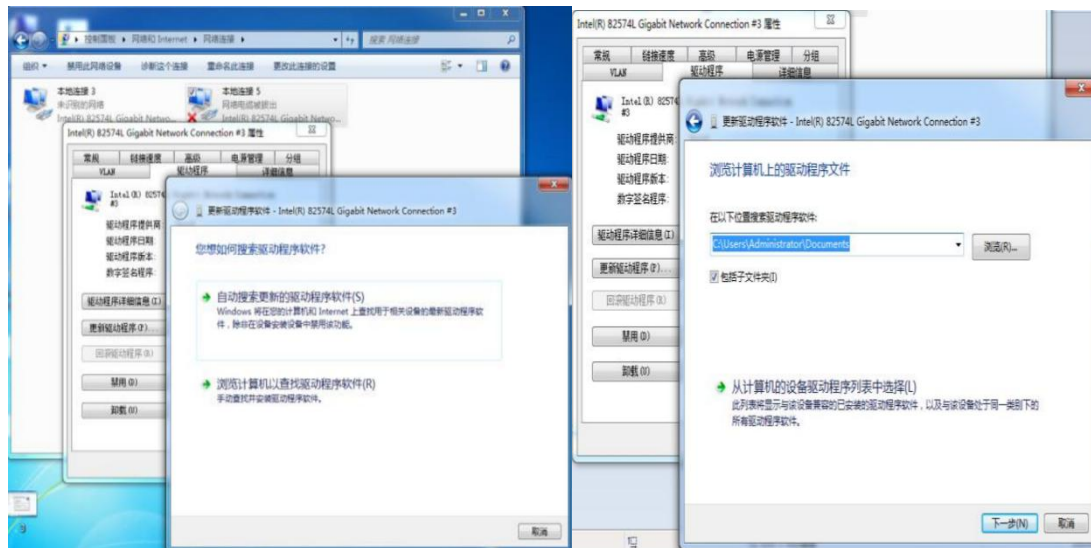 控制面板 ▸ 网络和 Internet ▸ 网络连接 ▸
搜索 网络连接
组织 ▾ 禁用此网络设备 诊断这个连接 重命名此连接 更改此连接的设置
本地连接 3
未识别的网络
Intel(R) 82574L Gigabit Netwo...
本地连接 5
网络电缆被拔出
Intel(R) 82574L Gigabit Netwo...
Intel(R) 82574L Gigabit Network Connection #3 属性
常规 链接速度 高级 电源管理 分组
VLAN 驱动程序 详细信息
Intel(R) 82574
#3
驱动程序提供商
驱动程序日期
驱动程序版本:
数字签名程序:
驱动程序详细信息(I)
更新驱动程序(P)...
回滚驱动程序(R)
禁用(D)
卸载(U)
更新驱动程序软件 - Intel(R) 82574L Gigabit Network Connection #3
您想如何搜索驱动程序软件?
自动搜索更新的驱动程序软件(S)
Windows 将在您的计算机和 Internet 上查找用于相关设备的最新驱动程序软
件，除非在设备安装设置中禁用该功能。
浏览计算机以查找驱动程序软件(R)
手动查找并安装驱动程序软件。
取消
Intel(R) 82574L Gigabit Network Connection #3 属性
常规 链接速度 高级 电源管理 分组
VLAN 驱动程序 详细信息
Intel(R) 82574
#3
驱动程序提供商:
驱动程序日期:
驱动程序版本:
数字签名程序:
驱动程序详细信息(I)
更新驱动程序(P)...
回滚驱动程序(R)
禁用(D)
卸载(U)
更新驱动程序软件 - Intel(R) 82574L Gigabit Network Connection #3
浏览计算机上的驱动程序文件
在以下位置搜索驱动程序软件:
C:\Users\Administrator\Documents
浏览(R)...
包括子文件夹(I)
从计算机的设备驱动程序列表中选择(L)
此列表将显示与该设备兼容的已安装的驱动程序软件，以及与该设备处于同一类别下的
所有驱动程序软件。
下一步(N) 取消